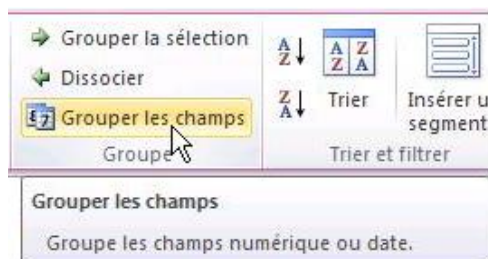 Grouper la sélection
Dissocier
Grouper les champs
Groupe
A Z
Z A
A Z
Z A
Trier
Insérer u
segment
Trier et filtrer
Grouper les champs
Groupe les champs numérique ou date.